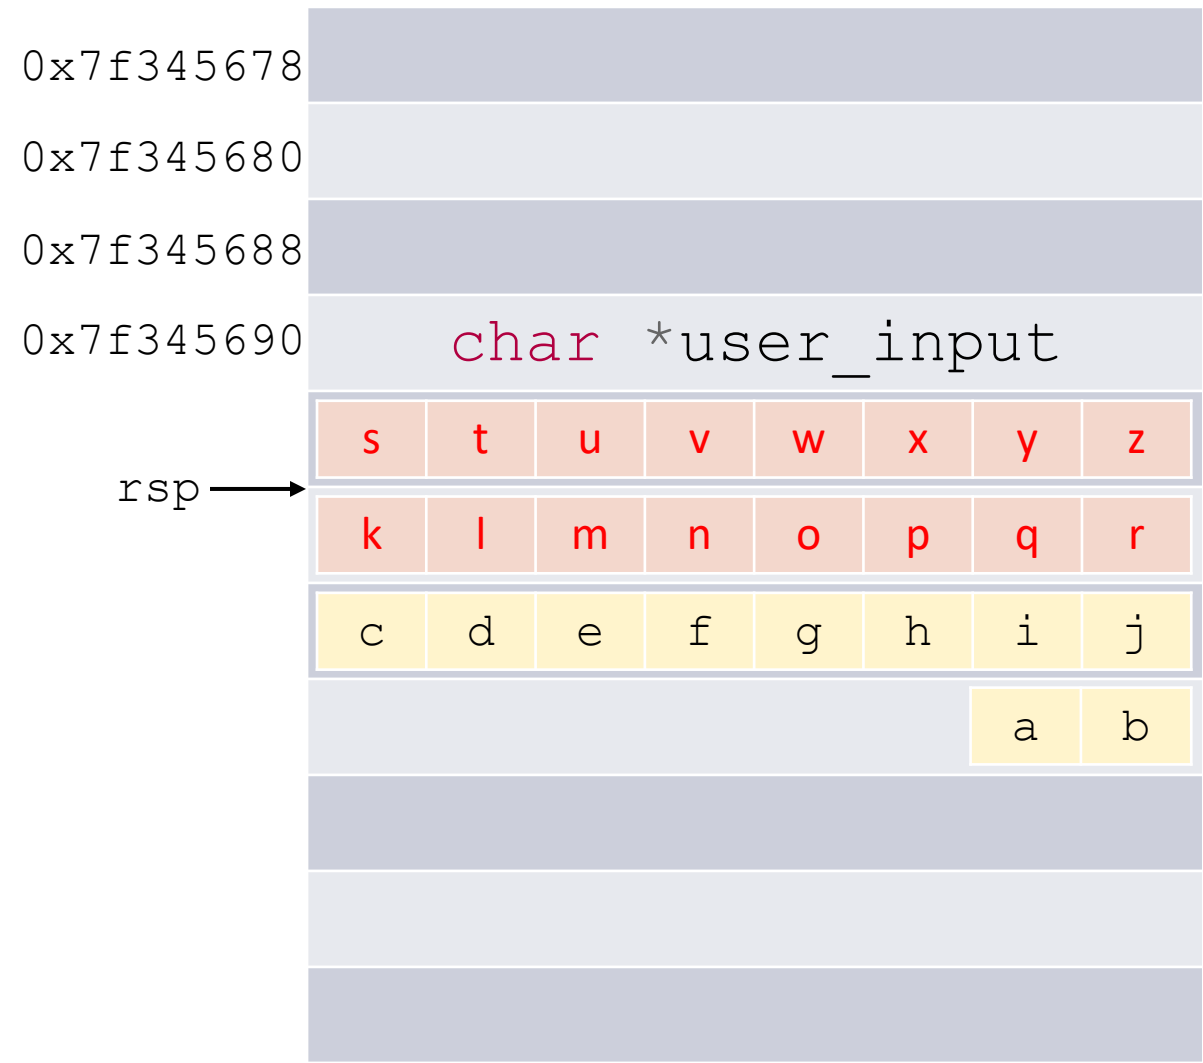 0x7f345678
0x7f345680
0x7f345688
0x7f345690 char *user_input
s t u v w x y z
rsp
k l m n o p q r
c d e f g h i j
a b